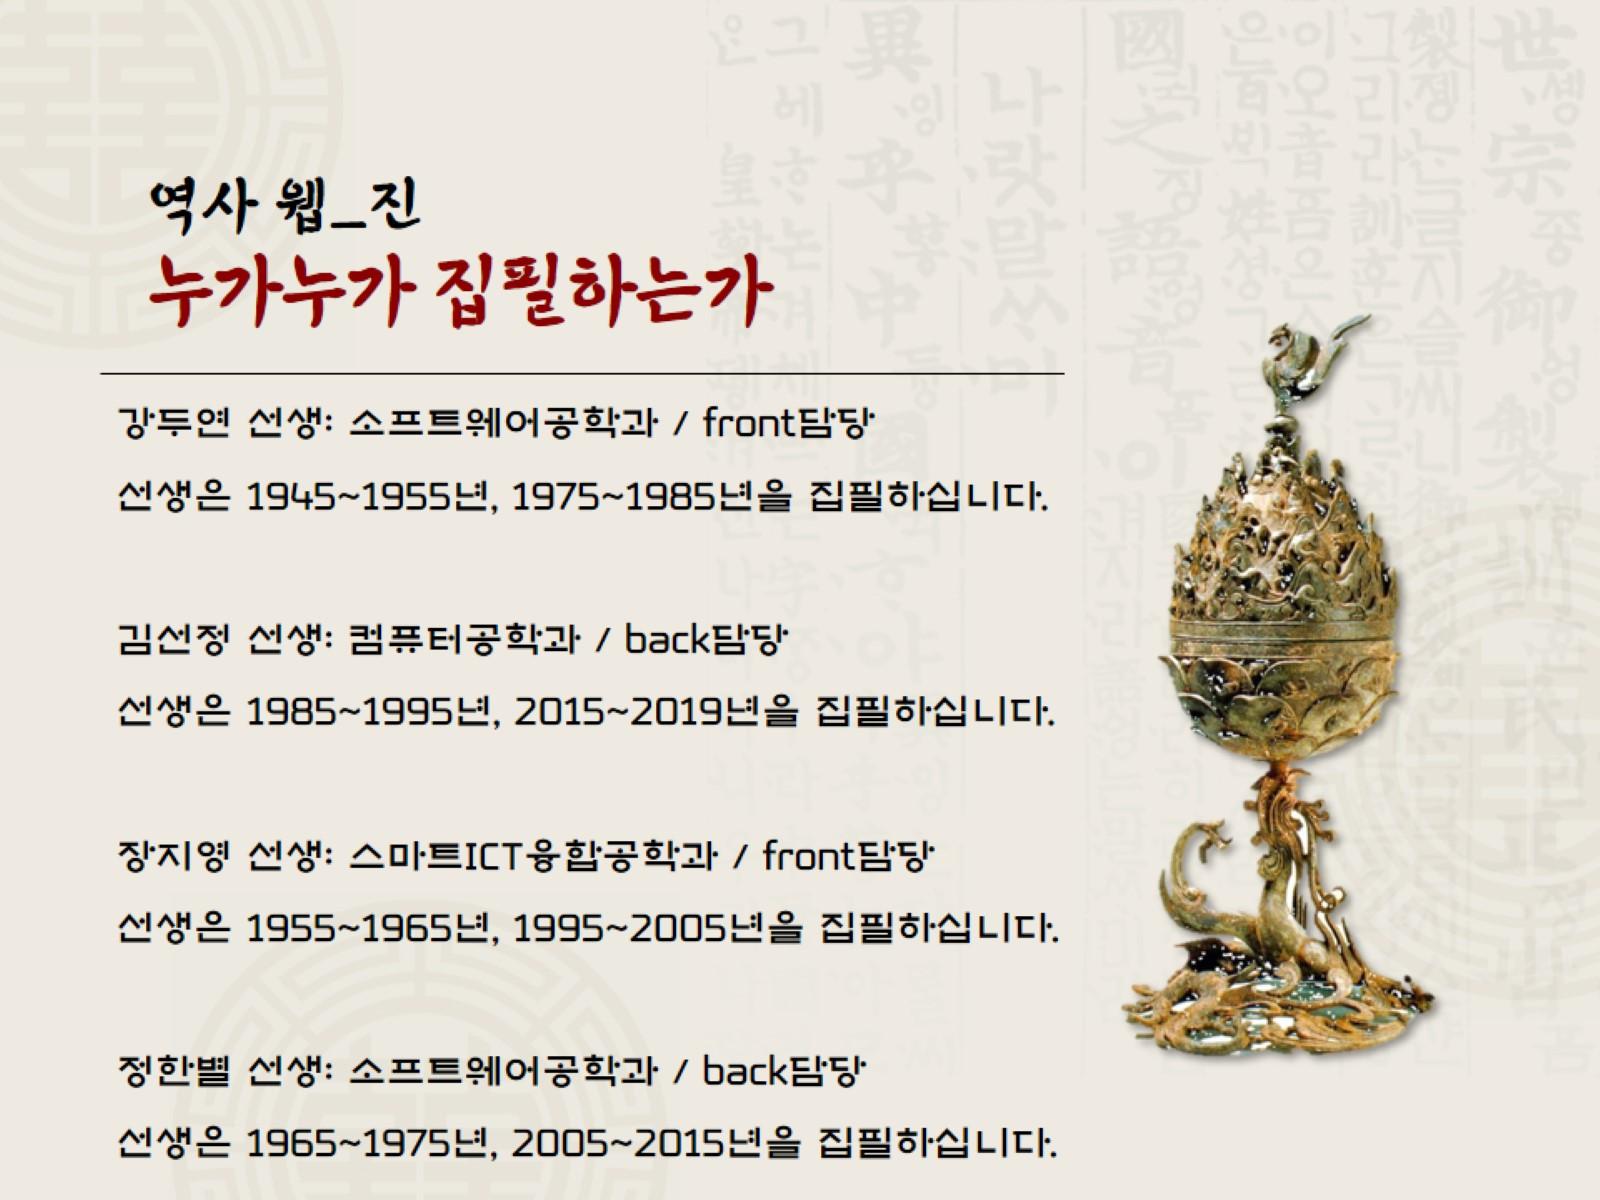 역사 웹_진
누가누가 집필하는가
강두연 선생: 소프트웨어공학과 / front담당
선생은 1945~1955년, 1975~1985년을 집필하십니다.
김선정 선생: 컴퓨터공학과 / back담당
선생은 1985~1995년, 2015~2019년을 집필하십니다.
장지영 선생: 스마트ICT융합공학과 / front담당
선생은 1955~1965년, 1995~2005년을 집필하십니다.
정한별 선생: 소프트웨어공학과 / back담당
선생은 1965~1975년, 2005~2015년을 집필하십니다.